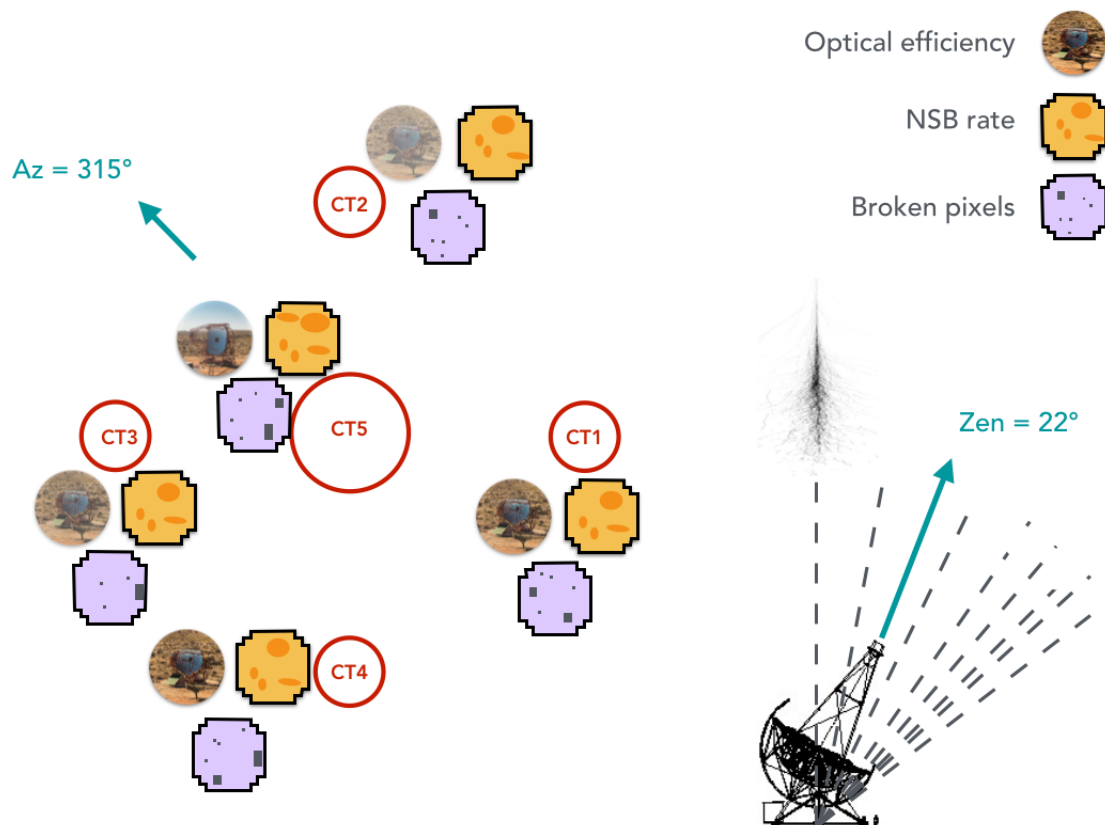 Optical efficiency
NSB rate
Az = 315°
CT2
Broken pixels
CT3
CT5
CT1
Zen = 22°
CT4